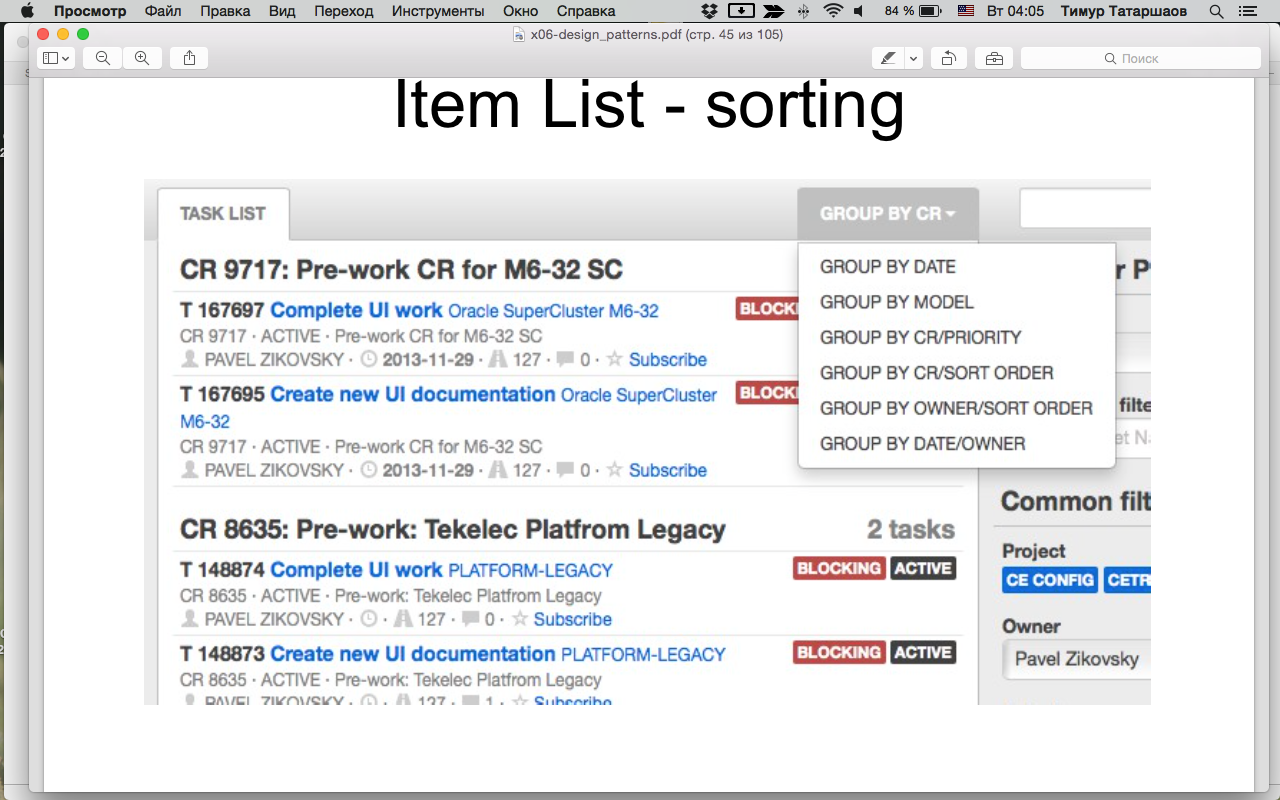 Просмотр Файл Правка Вид Переход Инструменты Окно Справка 84 % Вт 04:05 Тимур Татаршаов
x06-design_patterns.pdf (стр. 45 из 105)
Поиск
Item List - sorting
TASK LIST
GROUP BY CR
GROUP BY DATE
GROUP BY MODEL
GROUP BY CR/PRIORITY
GROUP BY CR/SORT ORDER
GROUP BY OWNER/SORT ORDER
GROUP BY DATE/OWNER
CR 9717: Pre-work CR for M6-32 SC
T 167697 Complete UI work Oracle SuperCluster M6-32
CR 9717 · ACTIVE · Pre-work CR for M6-32 SC
PAVEL ZIKOVSKY · 2013-11-29 · 127 · 0 · Subscribe
T 167695 Create new UI documentation Oracle SuperCluster
M6-32
CR 9717 · ACTIVE · Pre-work CR for M6-32 SC
PAVEL ZIKOVSKY · 2013-11-29 · 127 · 0 · Subscribe
CR 8635: Pre-work: Tekelec Platfrom Legacy 2 tasks
T 148874 Complete UI work PLATFORM-LEGACY BLOCKING ACTIVE
CR 8635 · ACTIVE · Pre-work: Tekelec Platfrom Legacy
PAVEL ZIKOVSKY · 127 · 0 · Subscribe
T 148873 Create new UI documentation PLATFORM-LEGACY BLOCKING ACTIVE
CR 8635 · ACTIVE · Pre-work: Tekelec Platfrom Legacy
PAVEL ZIKOVSKY · 127 · 1 · Subscribe
Common filt
Project
CE CONFIG CETR
Owner
Pavel Zikovsky